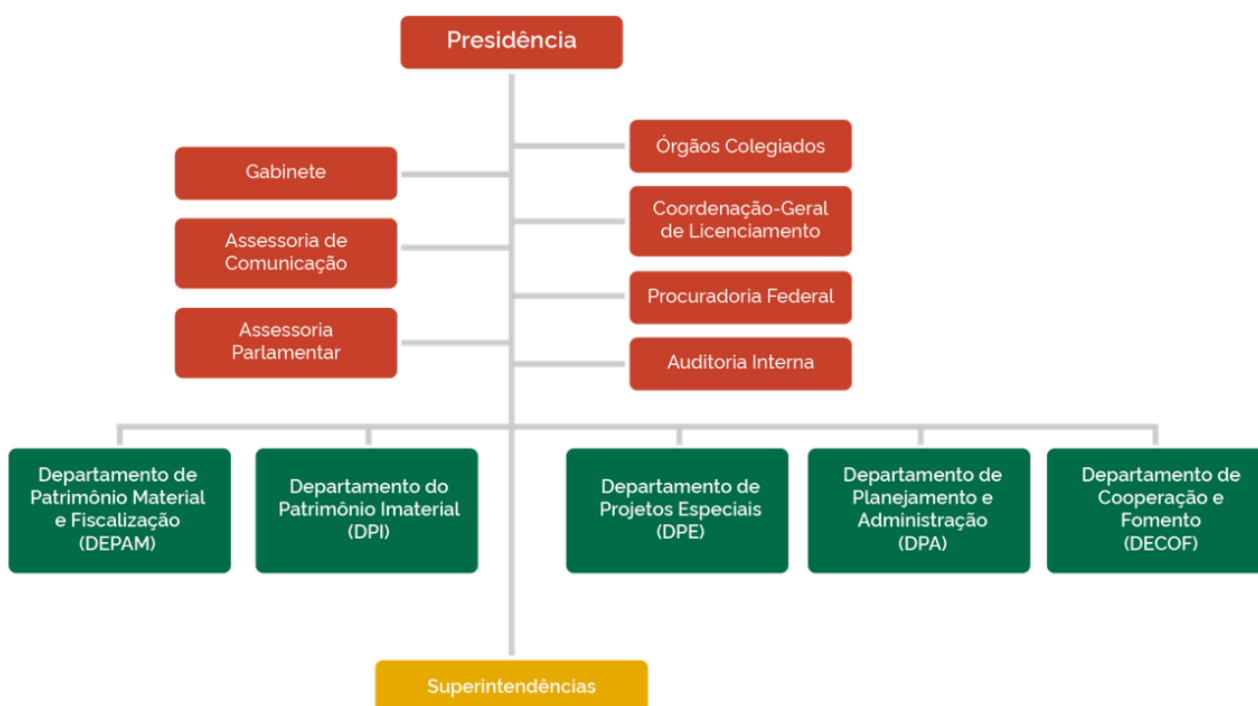 Presidência
Gabinete
Assessoria de
Comunicação
Assessoria
Parlamentar
Órgãos Colegiados
Coordenação-Geral
de Licenciamento
Procuradoria Federal
Auditoria Interna
Departamento de
Patrimônio Material
e Fiscalização
(DEPAM)
Departamento do
Patrimônio Imaterial
(DPI)
Departamento de
Projetos Especiais
(DPE)
Departamento de
Planejamento e
Administração
(DPA)
Departamento de
Cooperação e
Fomento
(DECOF)
Superintendências